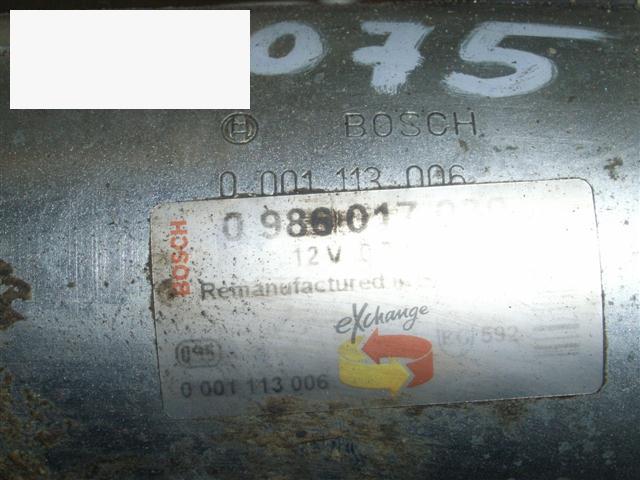 075
BOSCH
0 001 113 006
0 986 017
BOSCH
12 V
Remanufactured
eXchange
592
0 001 113 006